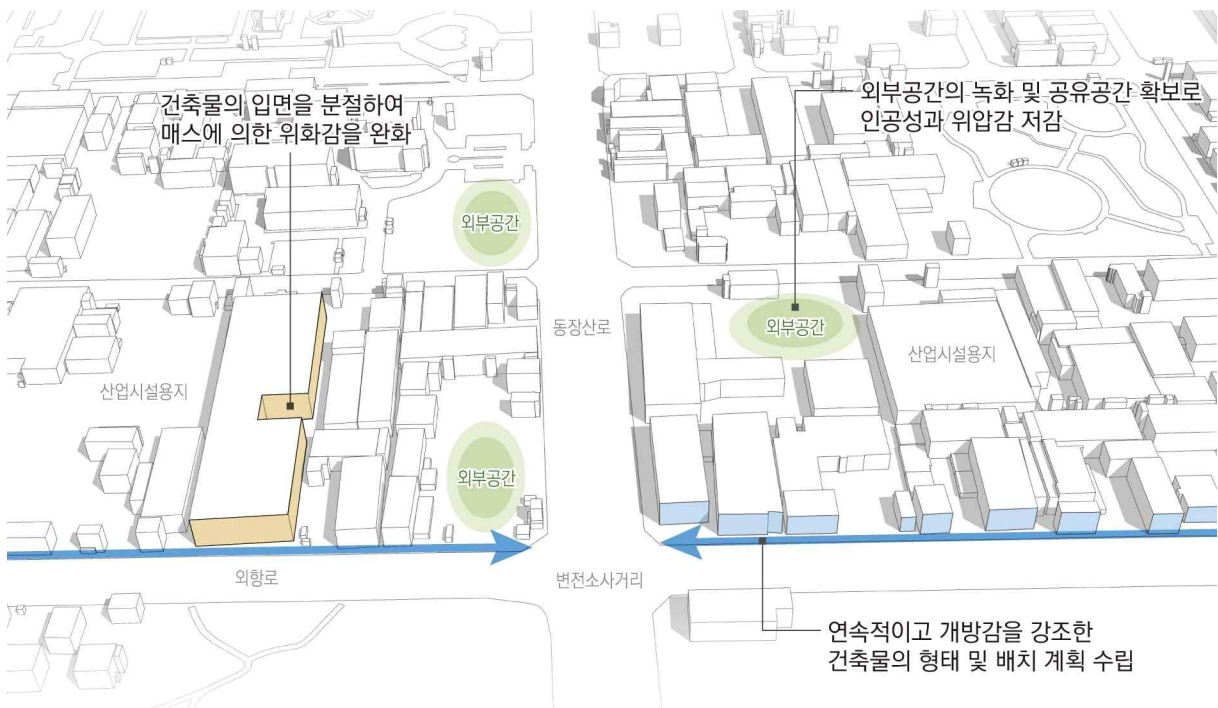 건축물의 입면을 분절하여
매스에 의한 위화감을 완화
외부공간의 녹화 및 공유공간 확보로
인공성과 위압감 저감
외부공간
동장산로
외부공간
산업시설용지
산업시설용지
외부공간
외항로
변전소사거리
연속적이고 개방감을 강조한
건축물의 형태 및 배치 계획 수립